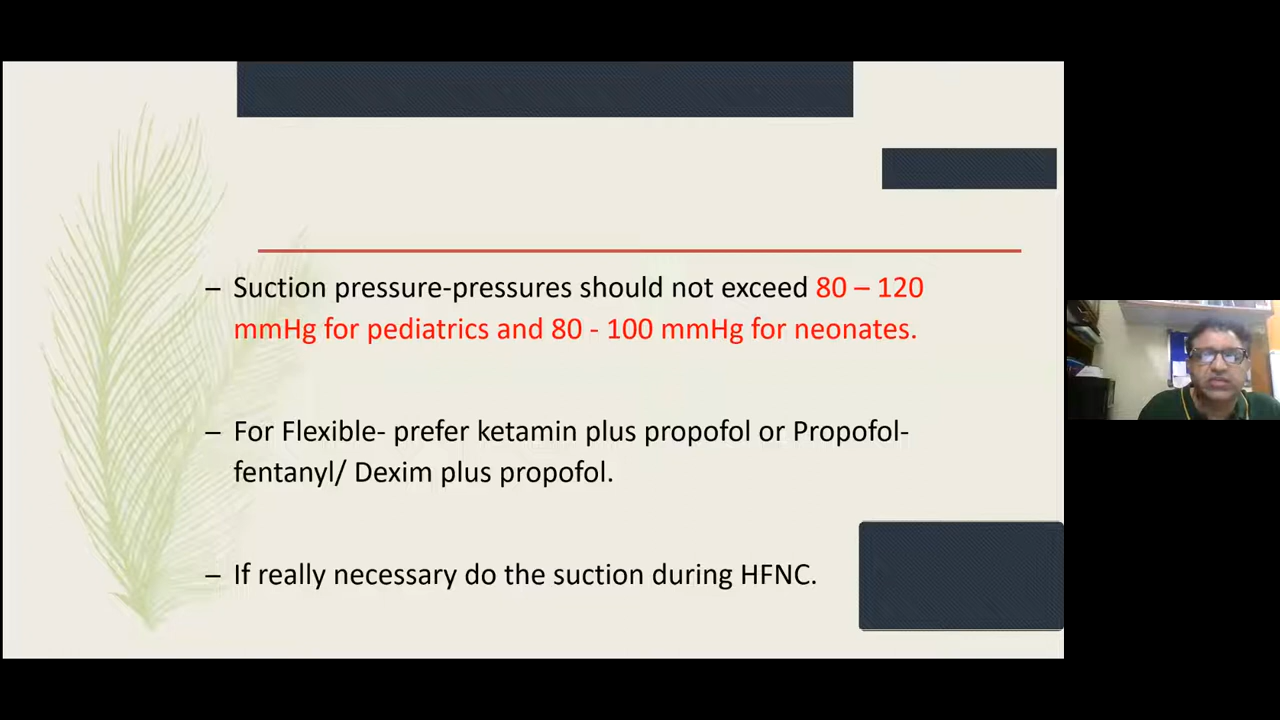 – Suction pressure-pressures should not exceed 80 – 120
mmHg for pediatrics and 80 - 100 mmHg for neonates.
– For Flexible- prefer ketamin plus propofol or Propofol-
fentanyl/ Dexim plus propofol.
– If really necessary do the suction during HFNC.